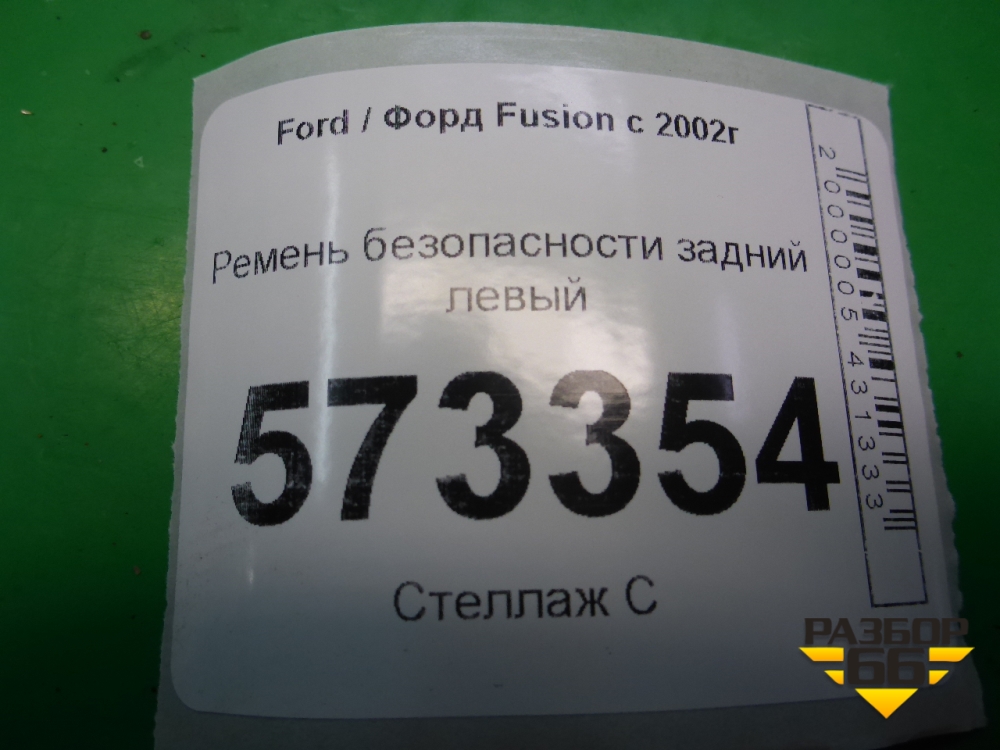 Ford / Форд Fusion с 2002г
Ремень безопасности задний
левый
573354
Стеллаж С
2000005431333
РАЗБОР
66